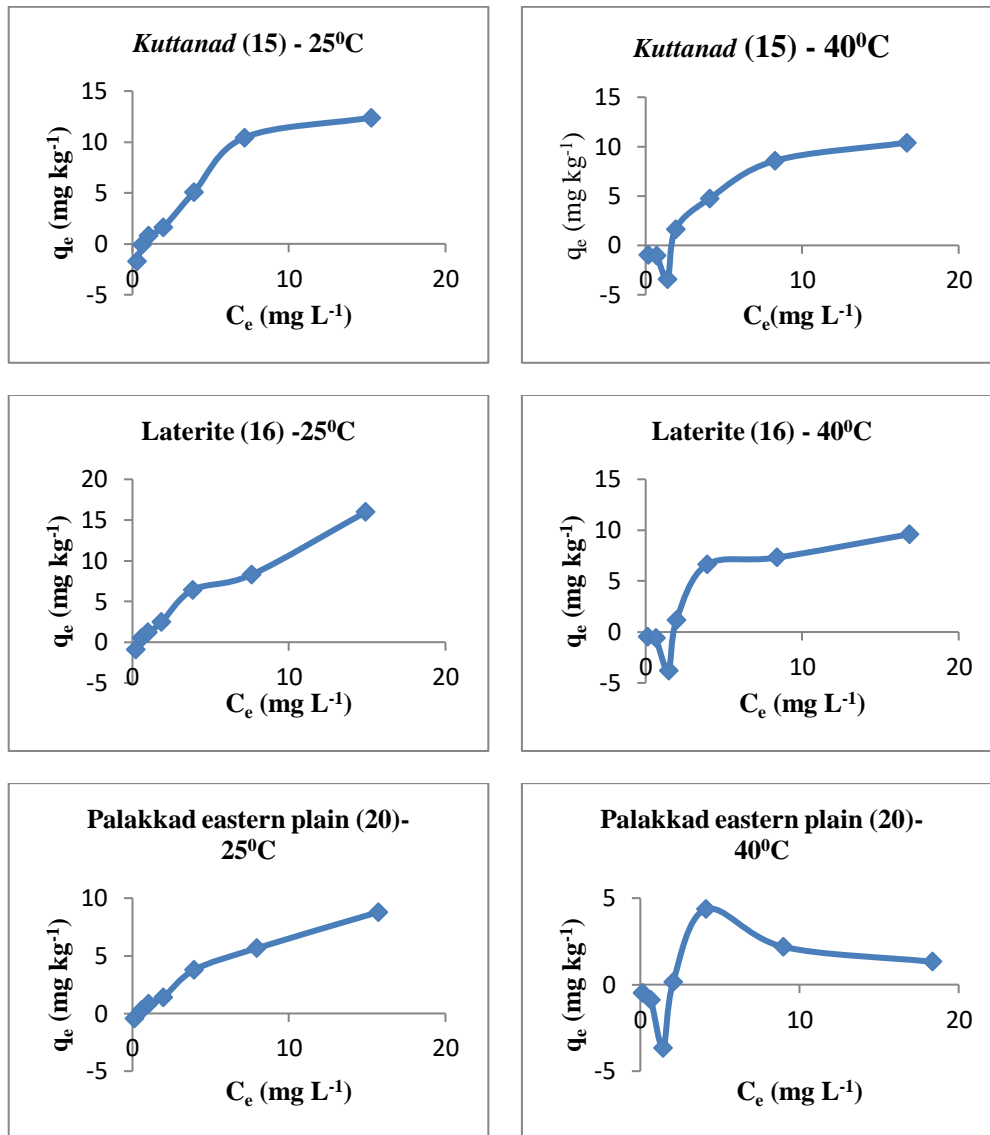 Kuttanad (15) - 25⁰C
15
10
5
0
-5
0
10
20
qₑ (mg kg⁻¹)
Cₑ (mg L⁻¹)
Kuttanad (15) - 40⁰C
15
10
5
0
-5
0
10
20
qₑ (mg kg⁻¹)
Cₑ(mg L⁻¹)
Laterite (16) -25⁰C
20
15
10
5
0
-5
0
10
20
qₑ (mg kg⁻¹)
Cₑ (mg L⁻¹)
Laterite (16) - 40⁰C
15
10
5
0
-5
0
10
20
qₑ (mg kg⁻¹)
Cₑ (mg L⁻¹)
Palakkad eastern plain (20)-
25⁰C
10
5
0
-5
0
10
20
qₑ (mg kg⁻¹)
Cₑ (mg L⁻¹)
Palakkad eastern plain (20)-
40⁰C
5
0
-5
0
10
20
qₑ (mg kg⁻¹)
Cₑ (mg L⁻¹)